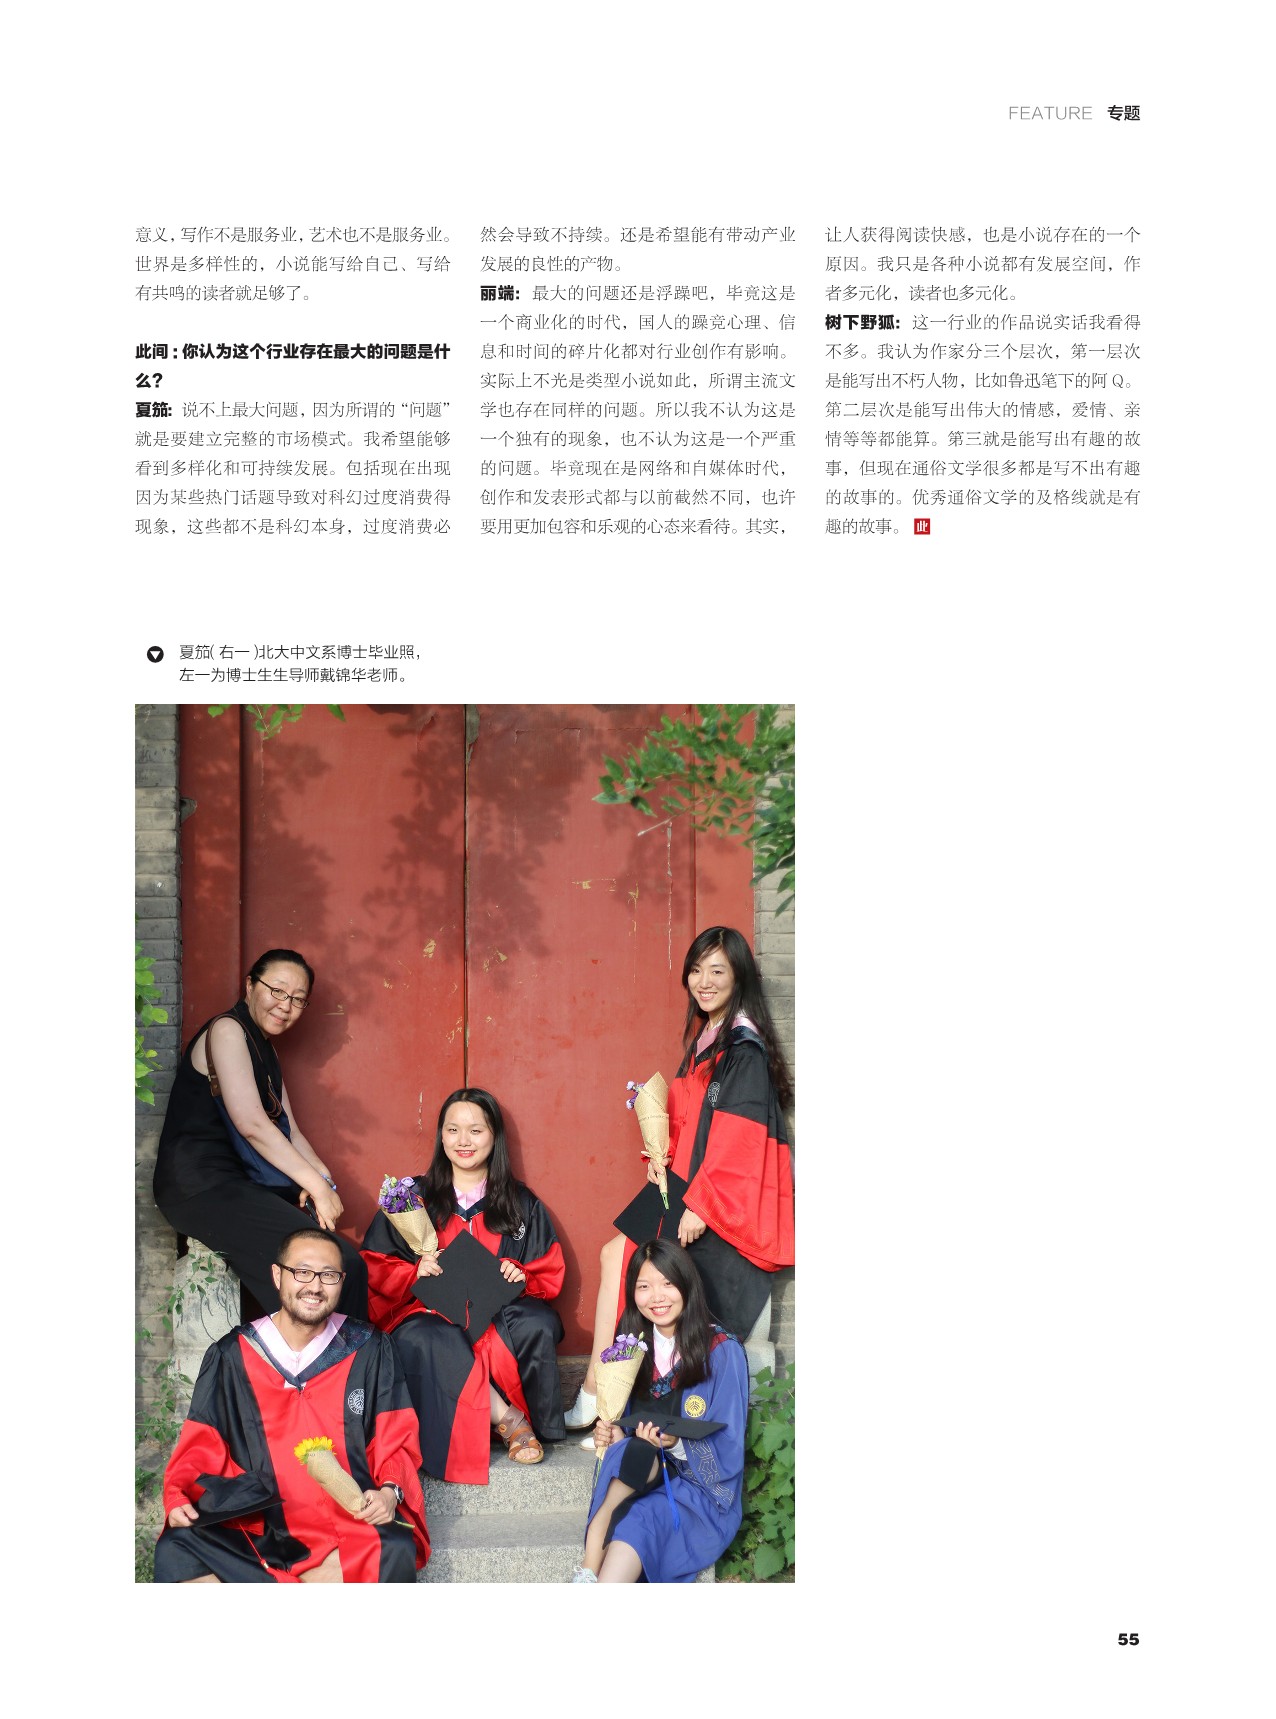 FEATURE 专题
意义，写作不是服务业，艺术也不是服务业。
世界是多样性的，小说能写给自己、写给
有共鸣的读者就足够了。
此间：你认为这个行业存在最大的问题是什
么？
夏笳：说不上最大问题，因为所谓的“问题”
就是要建立完整的市场模式。我希望能够
看到多样化和可持续发展。包括现在出现
因为某些热门话题导致对科幻过度消费得
现象，这些都不是科幻本身，过度消费必
然会导致不持续。还是希望能有带动产业
发展的良性的产物。
丽端：最大的问题还是浮躁吧，毕竟这是
一个商业化的时代，国人的躁竞心理、信
息和时间的碎片化都对行业创作有影响。
实际上不光是类型小说如此，所谓主流文
学也存在同样的问题。所以我不认为这是
一个独有的现象，也不认为这是一个严重
的问题。毕竟现在是网络和自媒体时代，
创作和发表形式都与以前截然不同，也许
要用更加包容和乐观的心态来看待。其实，
让人获得阅读快感，也是小说存在的一个
原因。我只是各种小说都有发展空间，作
者多元化，读者也多元化。
树下野狐：这一行业的作品说实话我看得
不多。我认为作家分三个层次，第一层次
是能写出不朽人物，比如鲁迅笔下的阿 Q。
第二层次是能写出伟大的情感，爱情、亲
情等等都能算。第三就是能写出有趣的故
事，但现在通俗文学很多都是写不出有趣
的故事的。优秀通俗文学的及格线就是有
趣的故事。此
夏笳（右一）北大中文系博士毕业照，
左一为博士生生导师戴锦华老师。
55